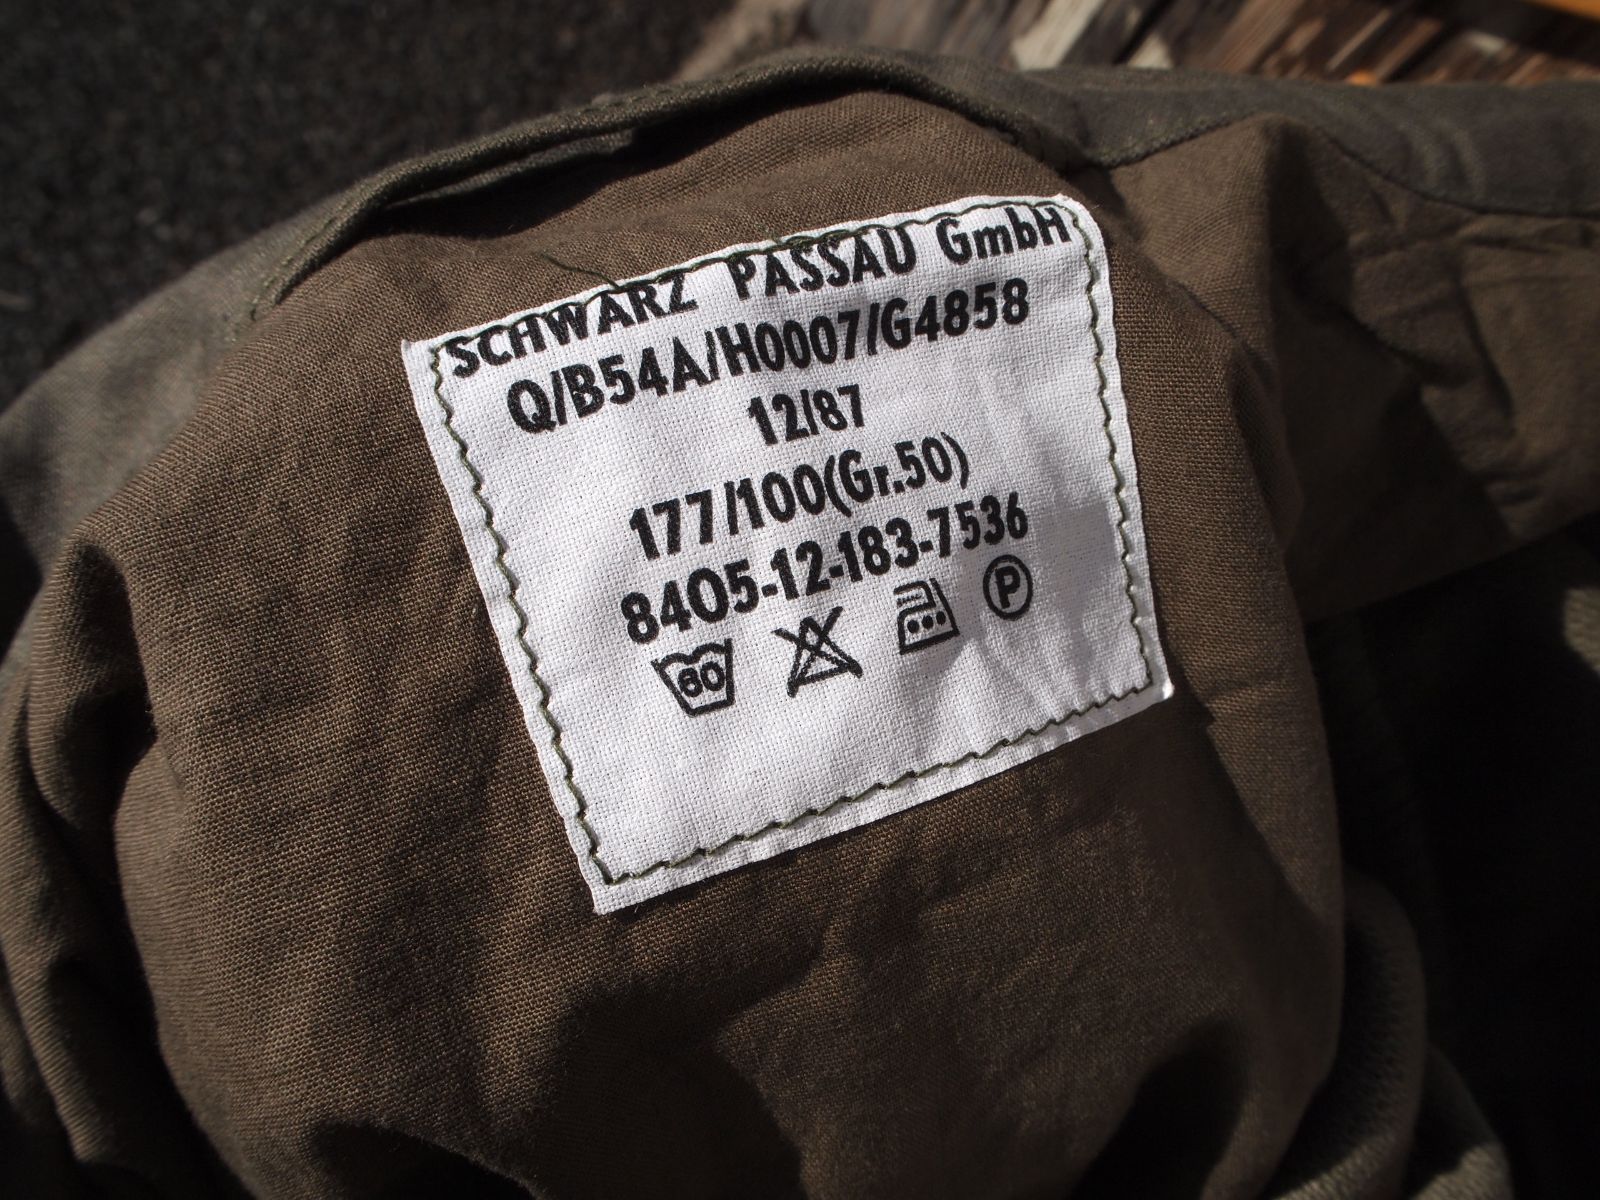 SCHWARZ PASSAU GmbH
Q/B54A/H0007/G4858
12/87
177/100(Gr.50)
8405-12-183-7536
60 P